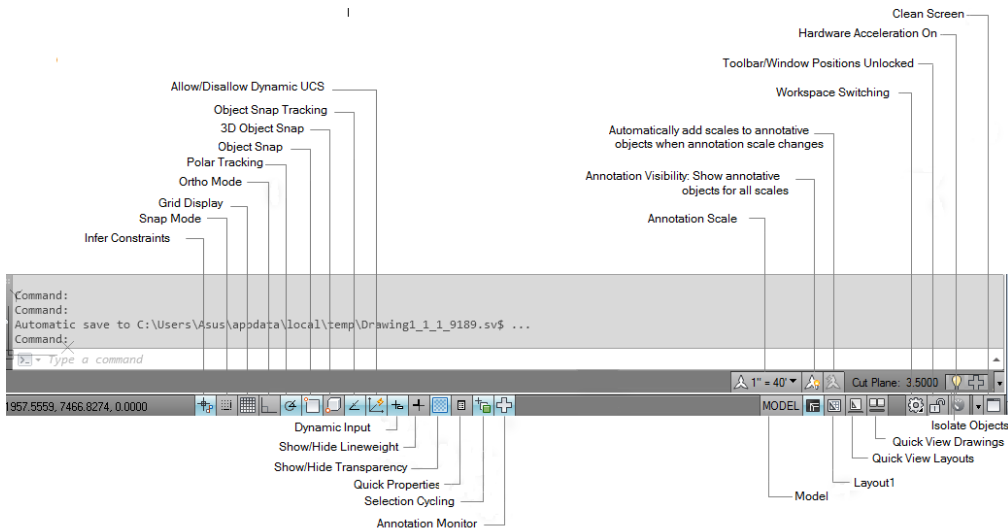 Clean Screen
Hardware Acceleration On
Toolbar/Window Positions Unlocked
Allow/Disallow Dynamic UCS
Workspace Switching
Object Snap Tracking
3D Object Snap
Automatically add scales to annotative
objects when annotation scale changes
Object Snap
Polar Tracking
Annotation Visibility: Show annotative
objects for all scales
Ortho Mode
Grid Display
Snap Mode
Annotation Scale
Infer Constraints
Command:
Command:
Automatic save to C:\Users\Asus\appdata\local\temp\Drawing1_1_1_9189.sv$ ...
Command:
Type a command
1" = 40' Cut Plane: 3.5000
1957.5559, 7466.8274, 0.0000 MODEL
Dynamic Input
Isolate Objects
Show/Hide Lineweight
Quick View Drawings
Quick View Layouts
Show/Hide Transparency
Quick Properties
Layout1
Selection Cycling
Model
Annotation Monitor